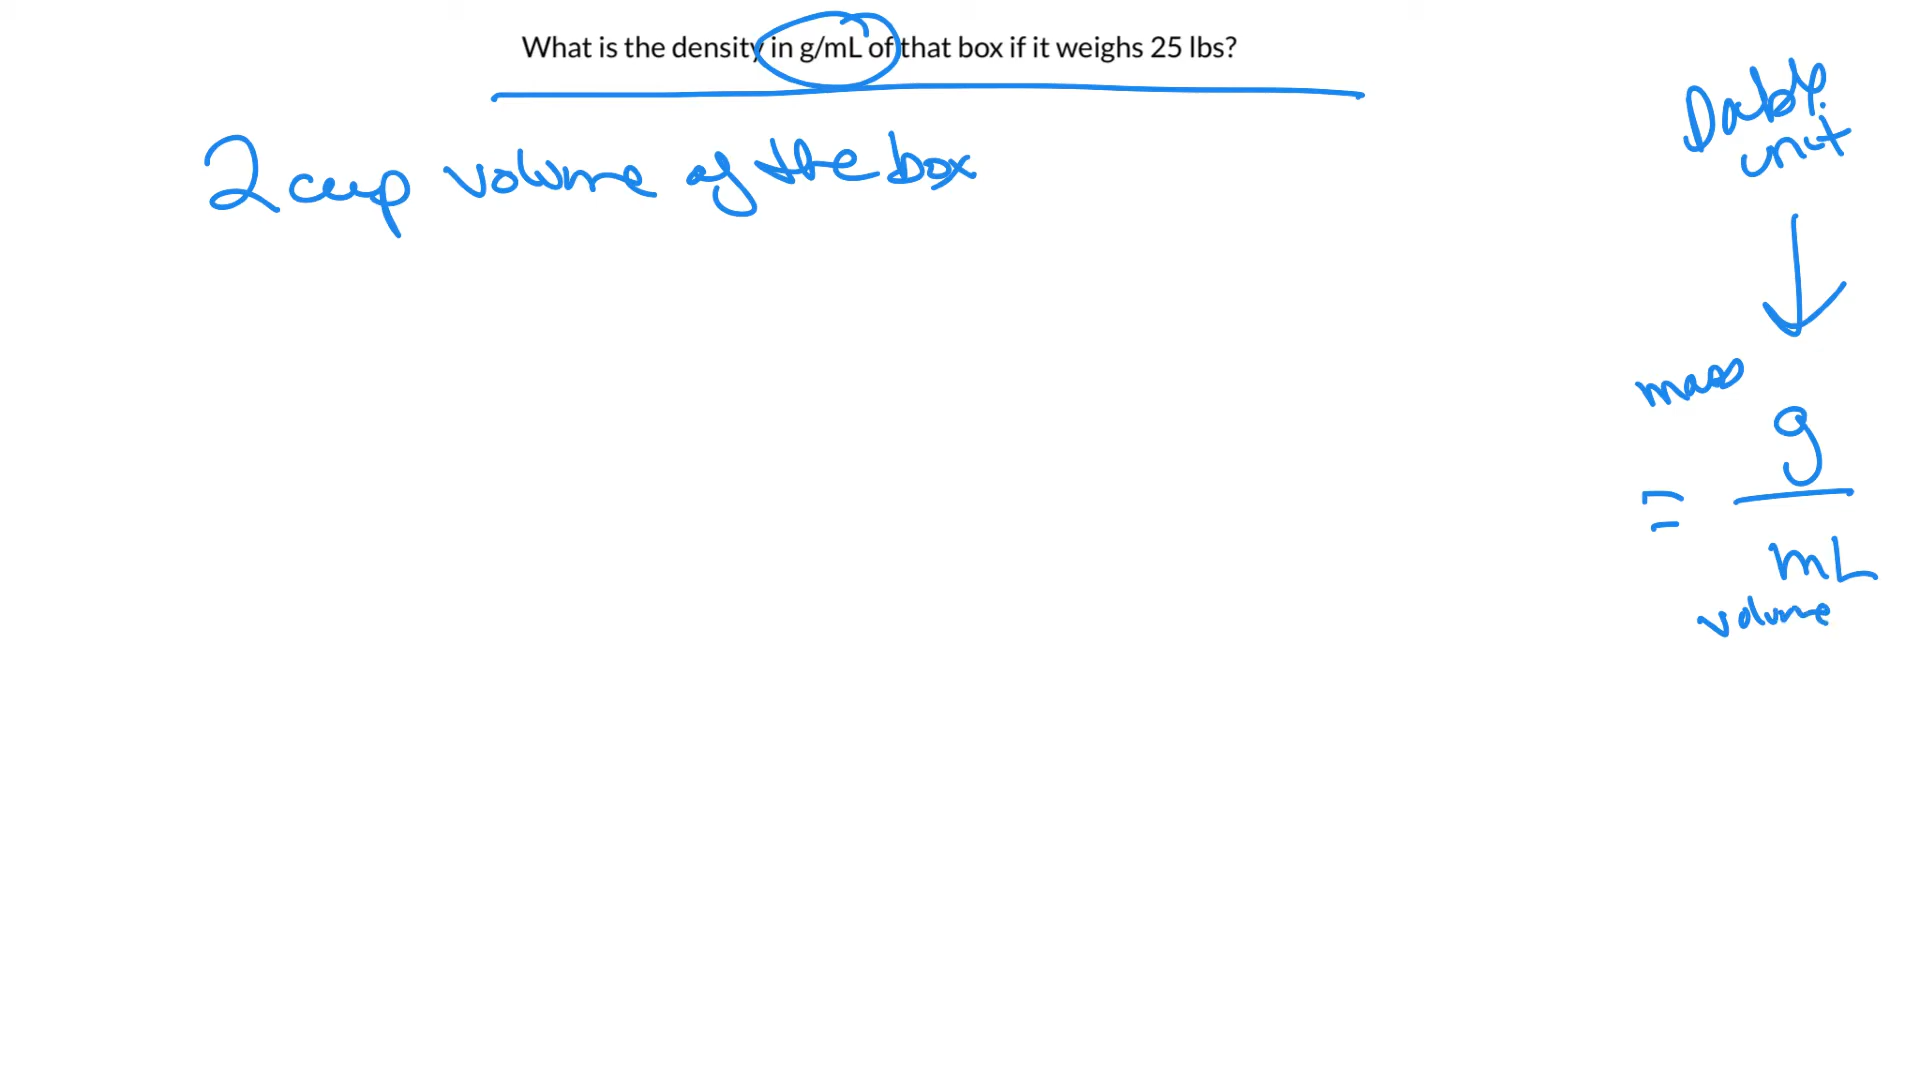 What is the density in g/mL of that box if it weighs 25 lbs?
2 cup volume of the box
Double
unit
mass
= g
mL
volume